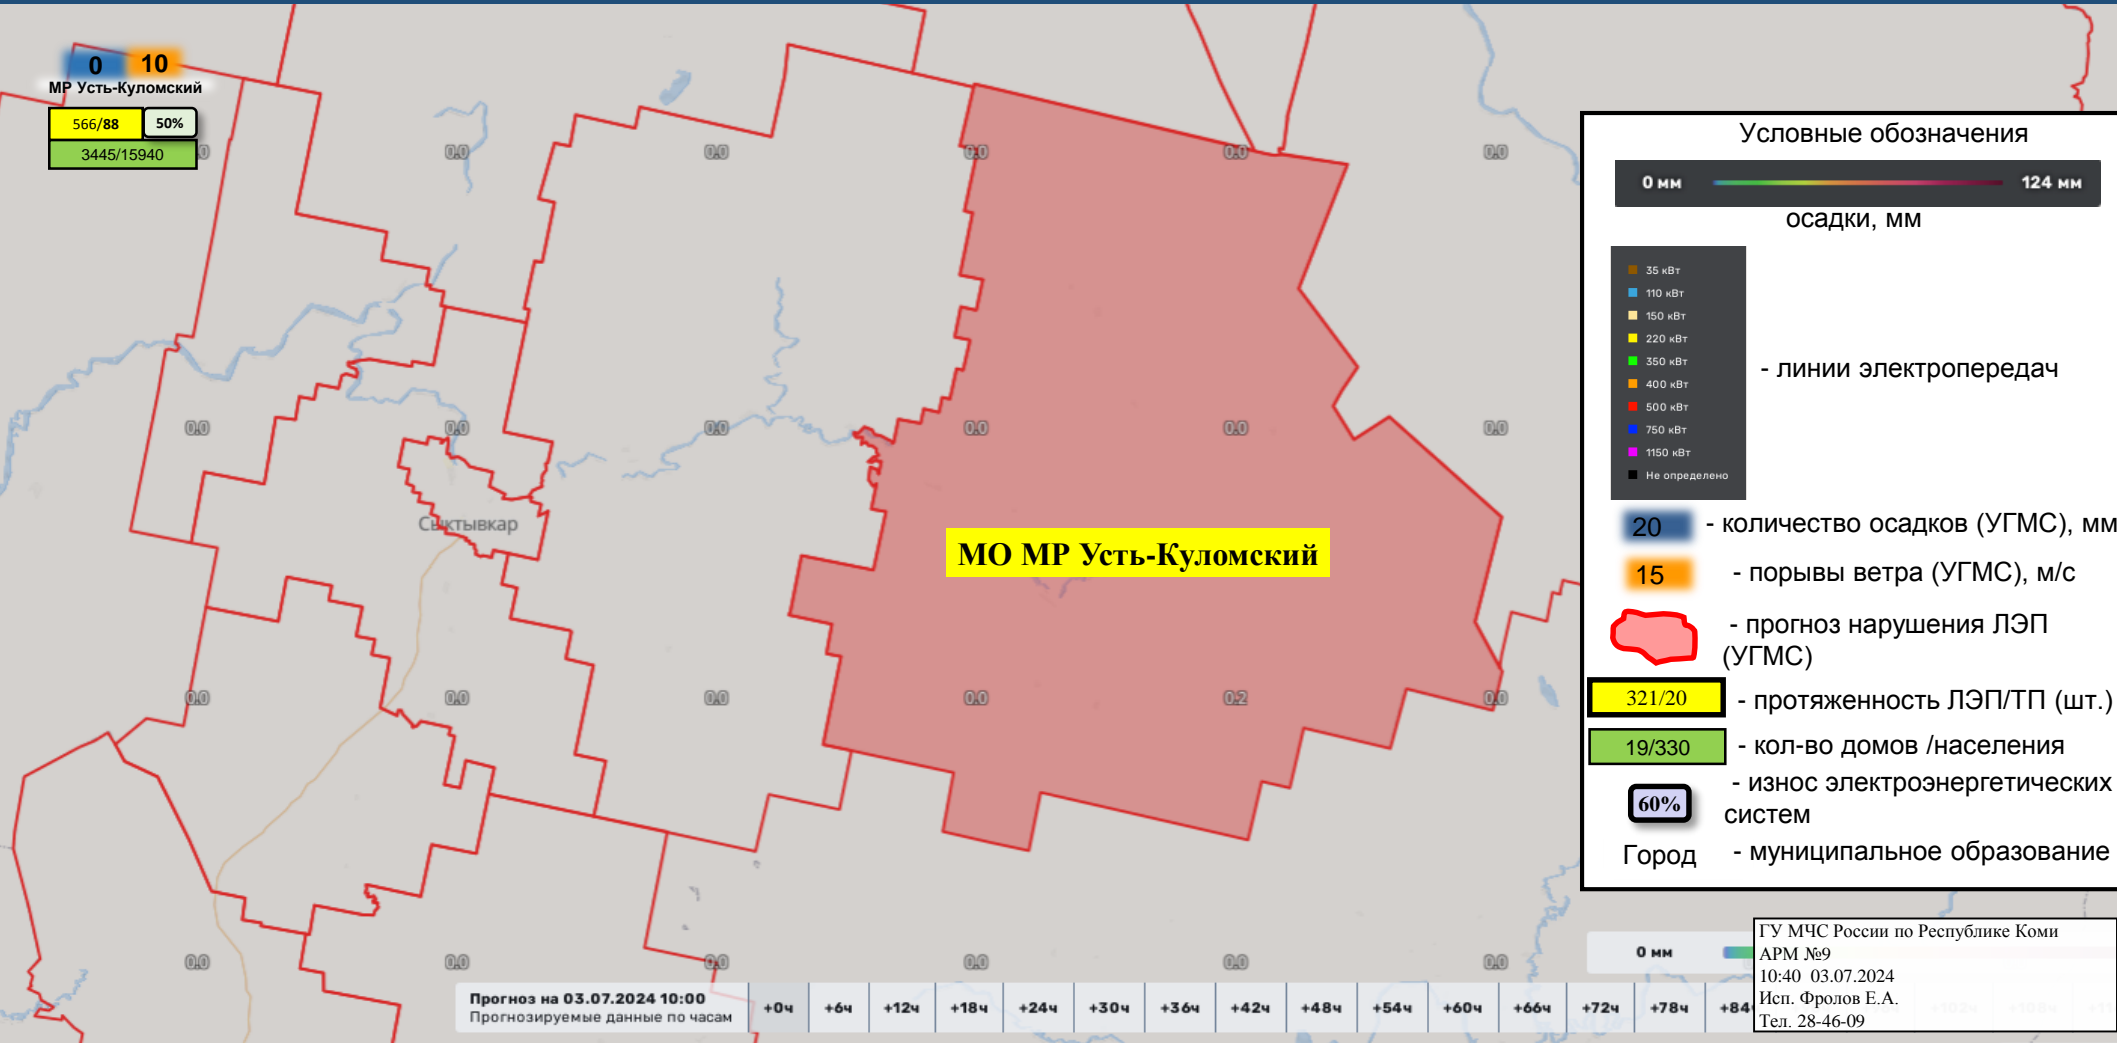 0 10
МР Усть-Куломский
566/88 50%
3445/15940
0.0 0.0 0.0 0.0 0.0 0.0
0.0 0.0 0.0 0.0 0.0 0.0
Сыктывкар
МО МР Усть-Куломский
0.0 0.0 0.0 0.0 0.2 0.0
0.0 0.0 0.0 0.0 0.0 0.0
Условные обозначения
0 мм 124 мм
осадки, мм
35 кВт
110 кВт
150 кВт
220 кВт
350 кВт
400 кВт
500 кВт
750 кВт
1150 кВт
Не определено
- линии электропередач
20 - количество осадков (УГМС), мм
15 - порывы ветра (УГМС), м/с
- прогноз нарушения ЛЭП
(УГМС)
321/20 - протяженность ЛЭП/ТП (шт.)
19/330 - кол-во домов /населения
60% - износ электроэнергетических
систем
Город - муниципальное образование
0 мм
ГУ МЧС России по Республике Коми
АРМ №9
10:40 03.07.2024
Исп. Фролов Е.А.
Тел. 28-46-09
Прогноз на 03.07.2024 10:00
Прогнозируемые данные по часам
+0ч +6ч +12ч +18ч +24ч +30ч +36ч +42ч +48ч +54ч +60ч +66ч +72ч +78ч +84